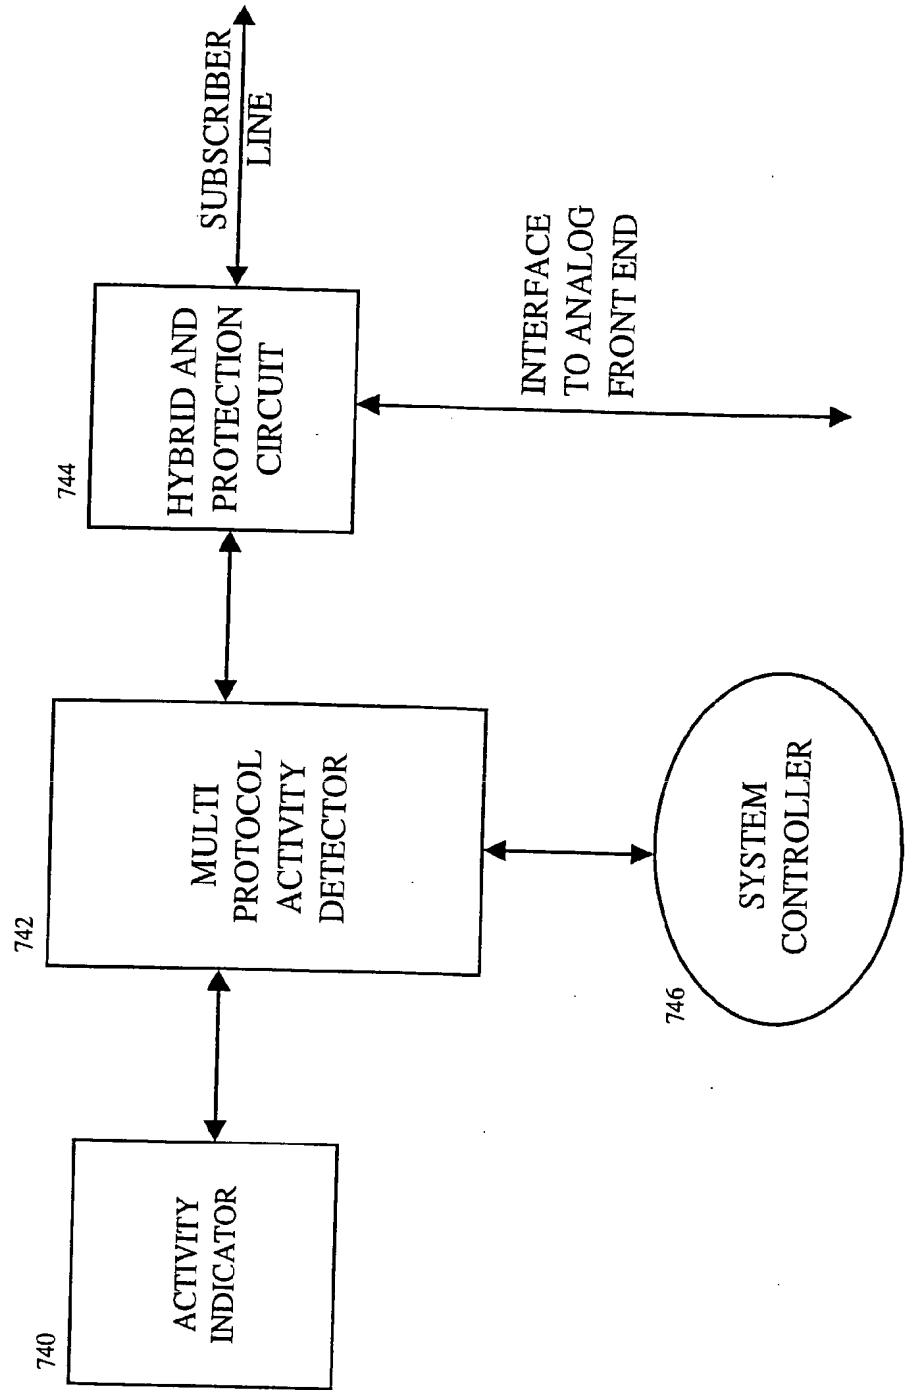 740
ACTIVITY
INDICATOR
742
MULTI
PROTOCOL
ACTIVITY
DETECTOR
744
HYBRID AND
PROTECTION
CIRCUIT
SUBSCRIBER
LINE
746
SYSTEM
CONTROLLER
INTERFACE
TO ANALOG
FRONT END